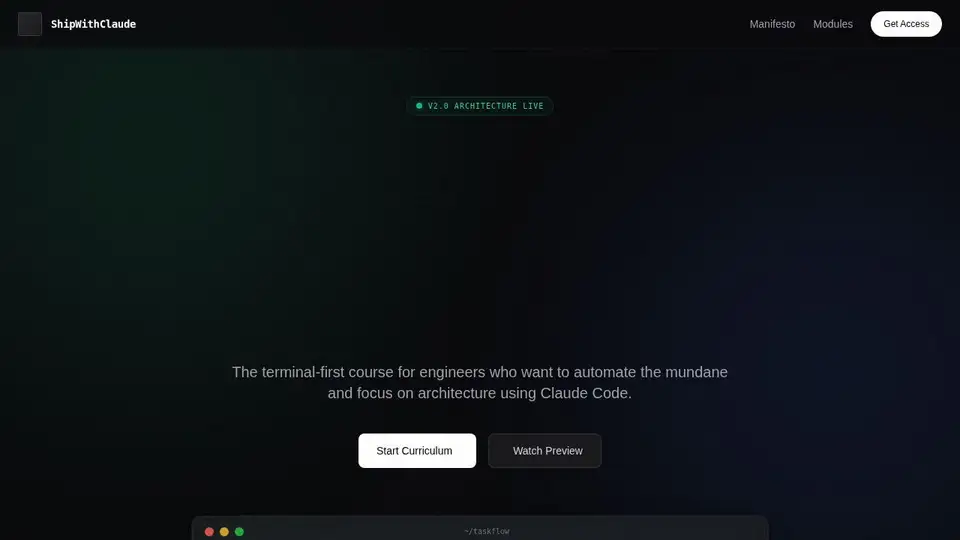 ShipWithClaude
Manifesto
Modules
Get Access
V2.0 ARCHITECTURE LIVE
The terminal-first course for engineers who want to automate the mundane
and focus on architecture using Claude Code.
Start Curriculum
Watch Preview
~/taskflow